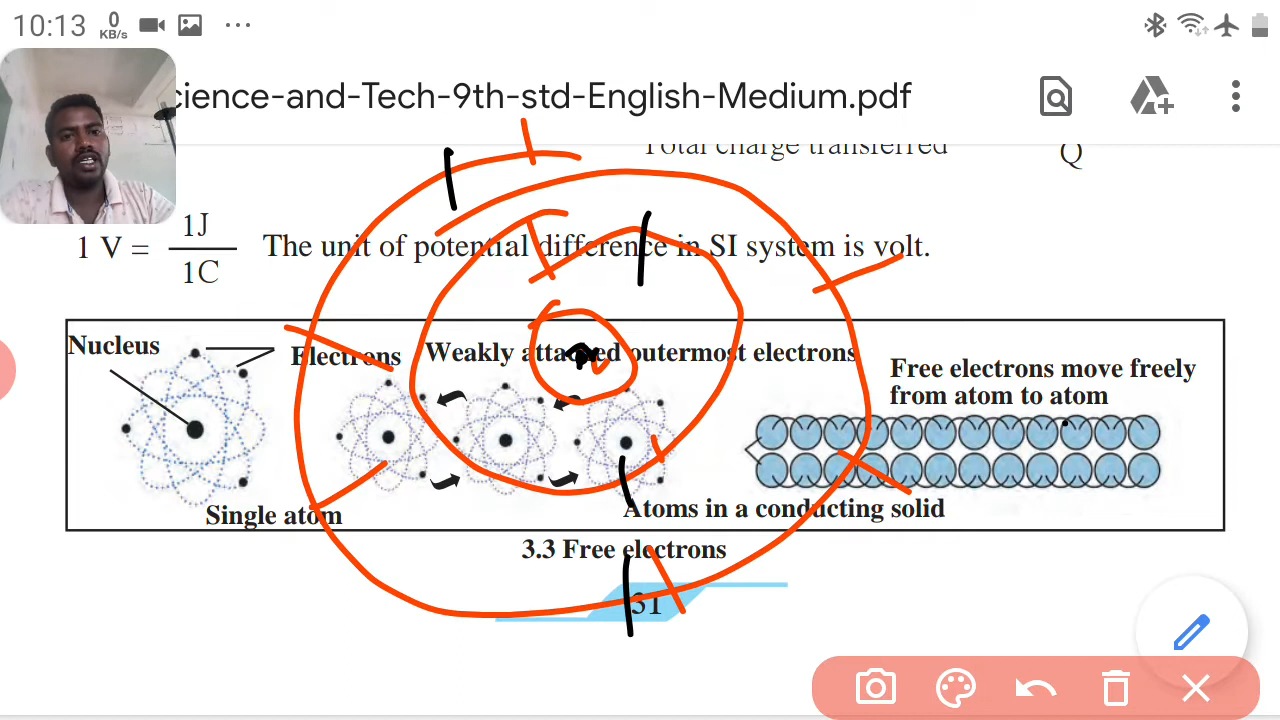 10:13 0 KB/s ...
cience-and-Tech-9th-std-English-Medium.pdf
Total charge transferred Q
1 V = 1J
1C
The unit of potential difference in SI system is volt.
Nucleus
Electrons
Weakly attached outermost electrons
Free electrons move freely
from atom to atom
Single atom
Atoms in a conducting solid
3.3 Free electrons
31